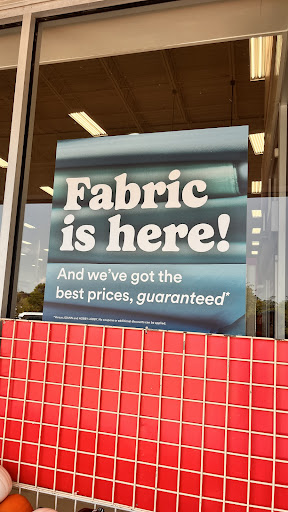 Fabric
is here!
And we've got the
best prices, guaranteed*